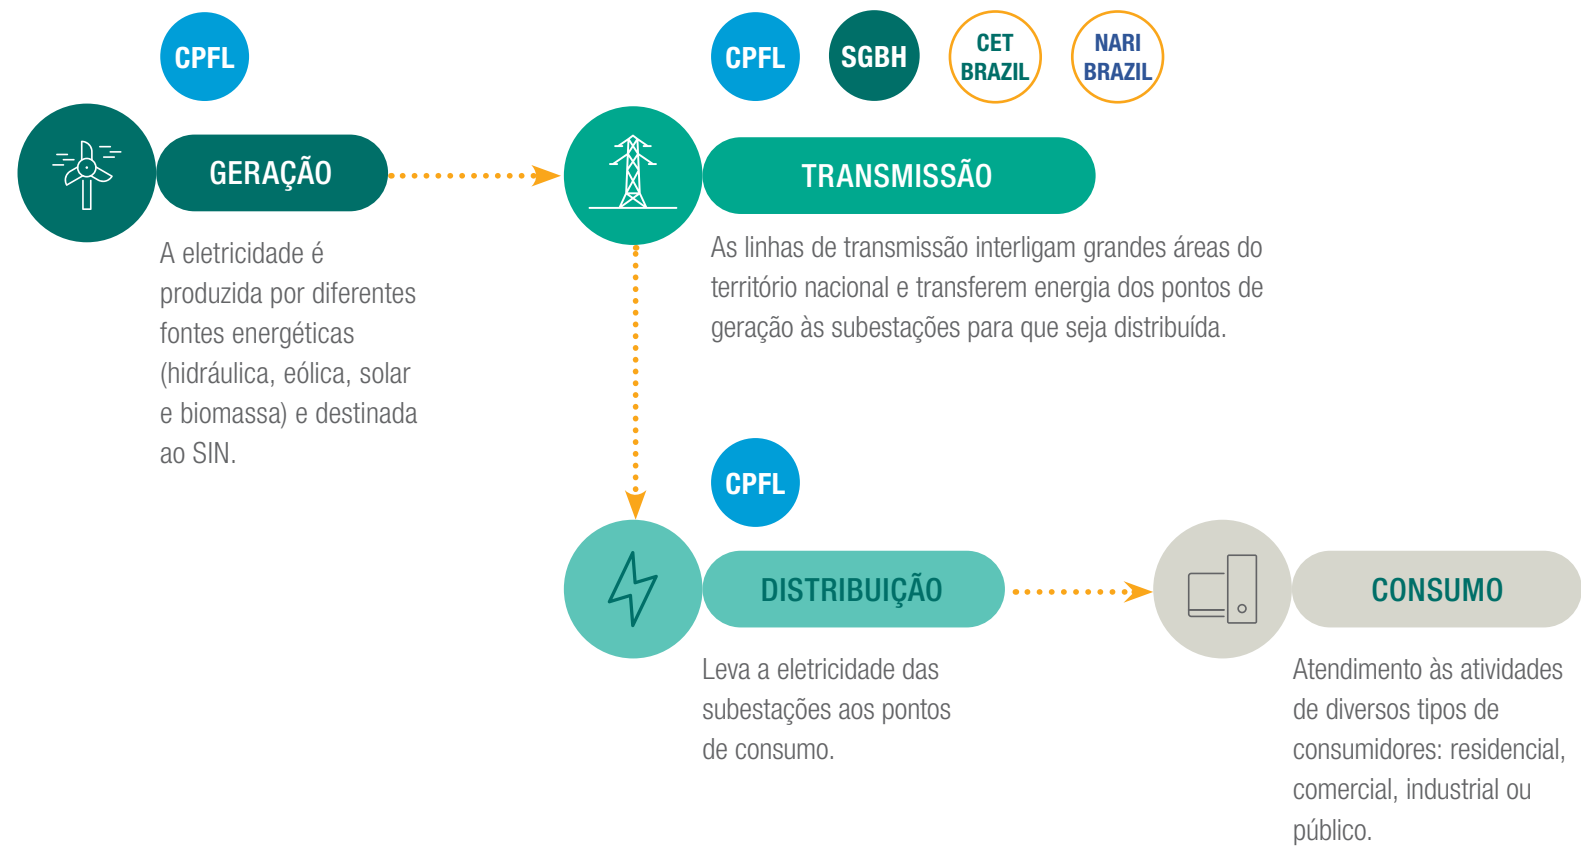 CPFL
GERAÇÃO
A eletricidade é
produzida por diferentes
fontes energéticas
(hidráulica, eólica, solar
e biomassa) e destinada
ao SIN.
CPFL
SGBH
CET
BRAZIL
NARI
BRAZIL
TRANSMISSÃO
As linhas de transmissão interligam grandes áreas do
território nacional e transferem energia dos pontos de
geração às subestações para que seja distribuída.
CPFL
DISTRIBUIÇÃO
Leva a eletricidade das
subestações aos pontos
de consumo.
CONSUMO
Atendimento às atividades
de diversos tipos de
consumidores: residencial,
comercial, industrial ou
público.